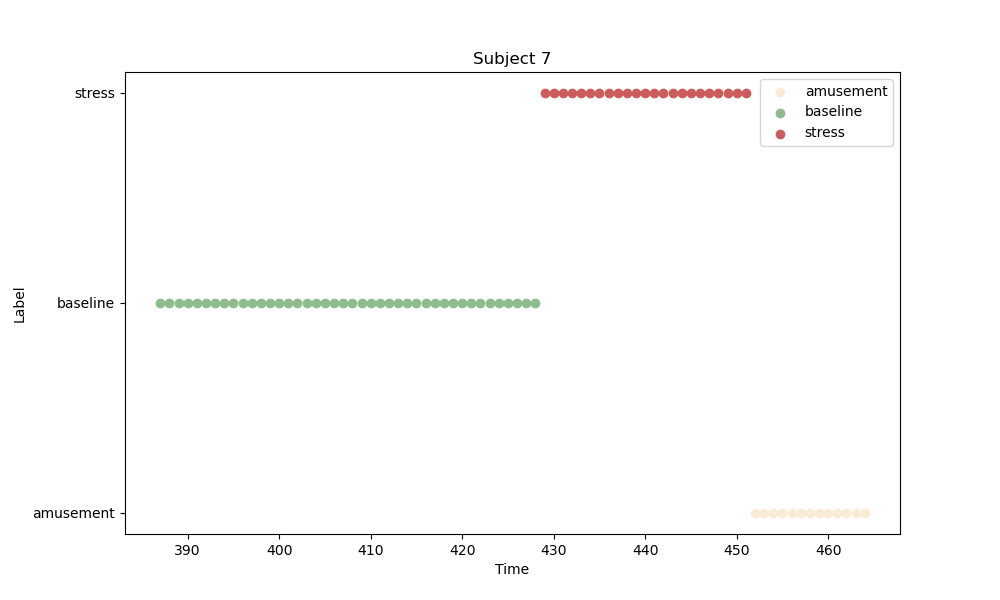 Subject 7
stress
baseline
amusement
Label
amusement
baseline
stress
390 400 410 420 430 440 450 460
Time